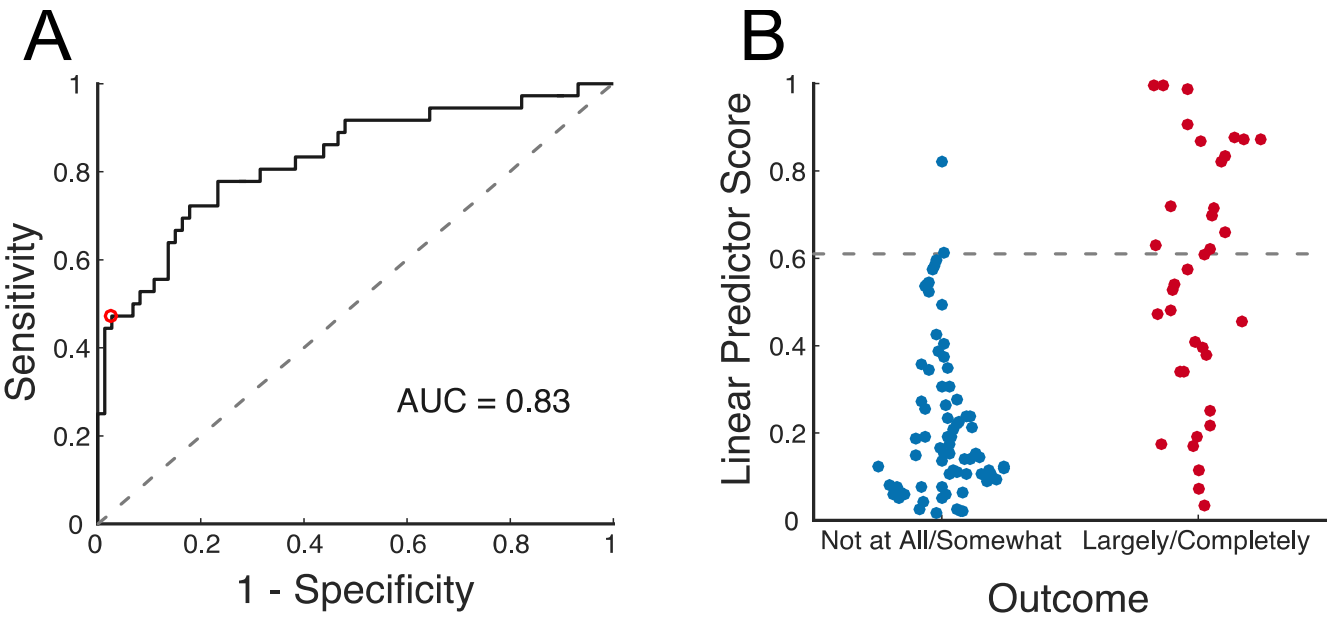 A
1
0.8
0.6
0.4
0.2
0
Sensitivity
AUC = 0.83
0 0.2 0.4 0.6 0.8 1
1 - Specificity
B
1
0.8
0.6
0.4
0.2
0
Linear Predictor Score
Not at All/Somewhat Largely/Completely
Outcome